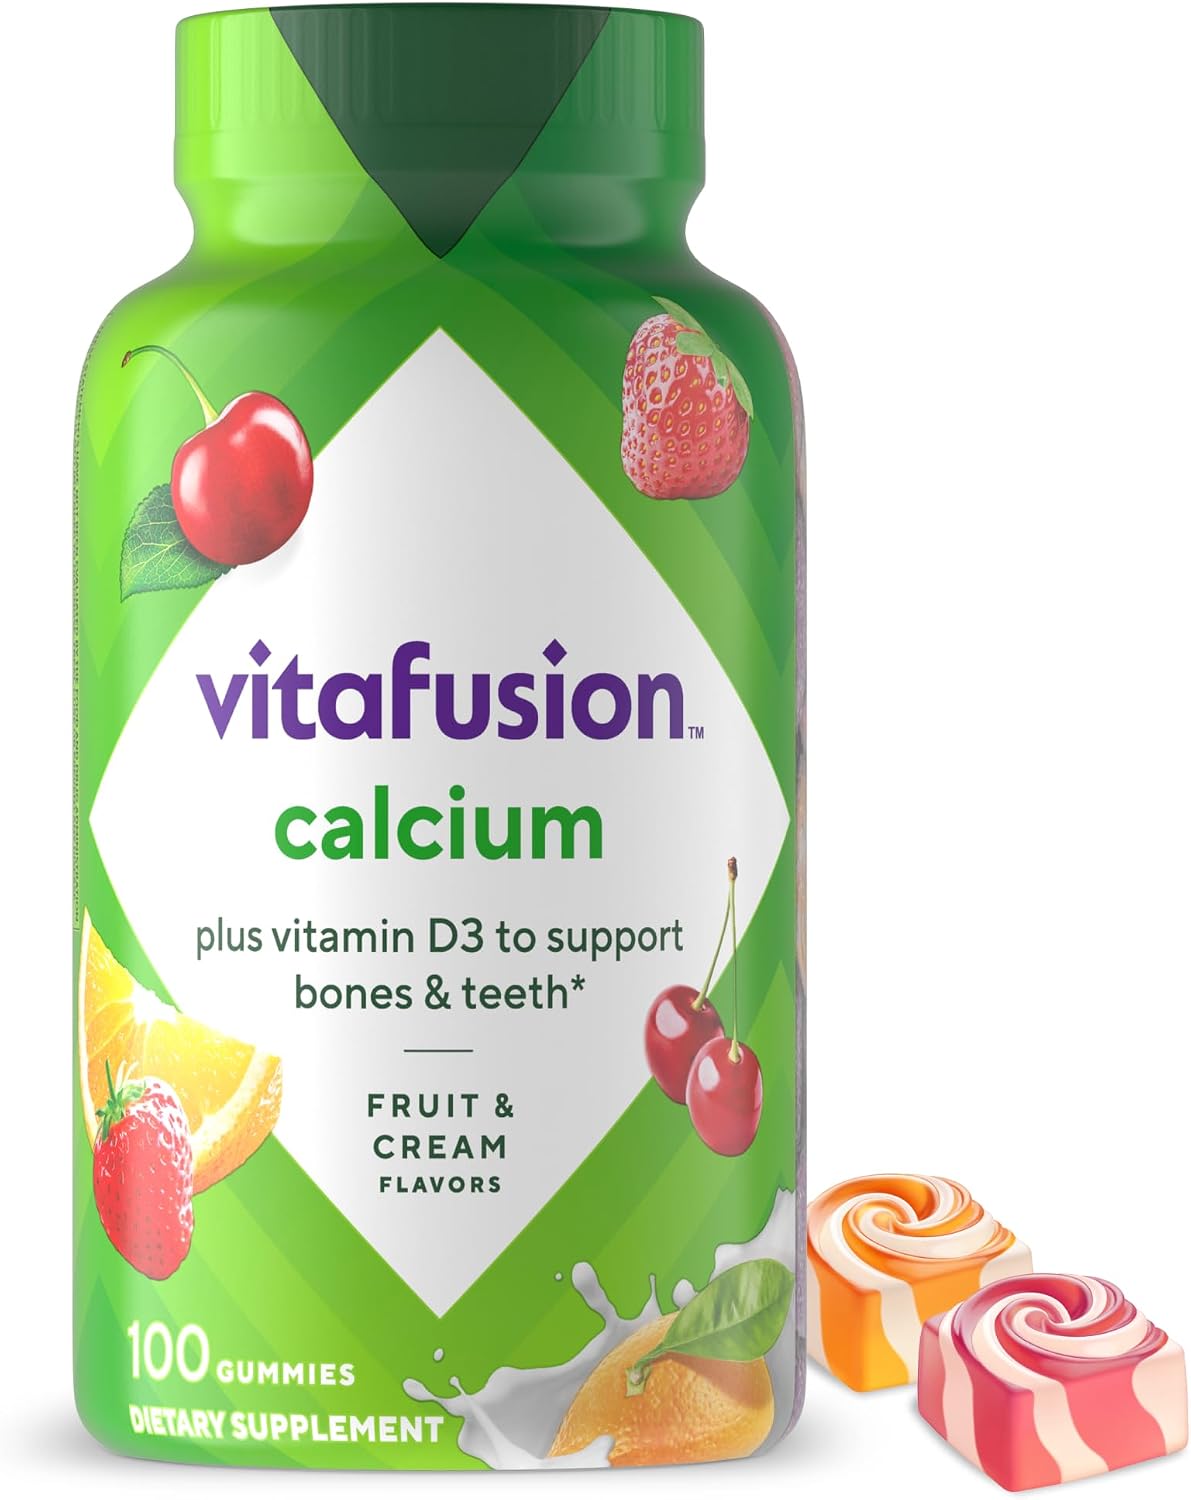 vitafusion™
calcium
plus vitamin D3 to support
bones & teeth*
FRUIT &
CREAM
FLAVORS
100 GUMMIES
DIETARY SUPPLEMENT